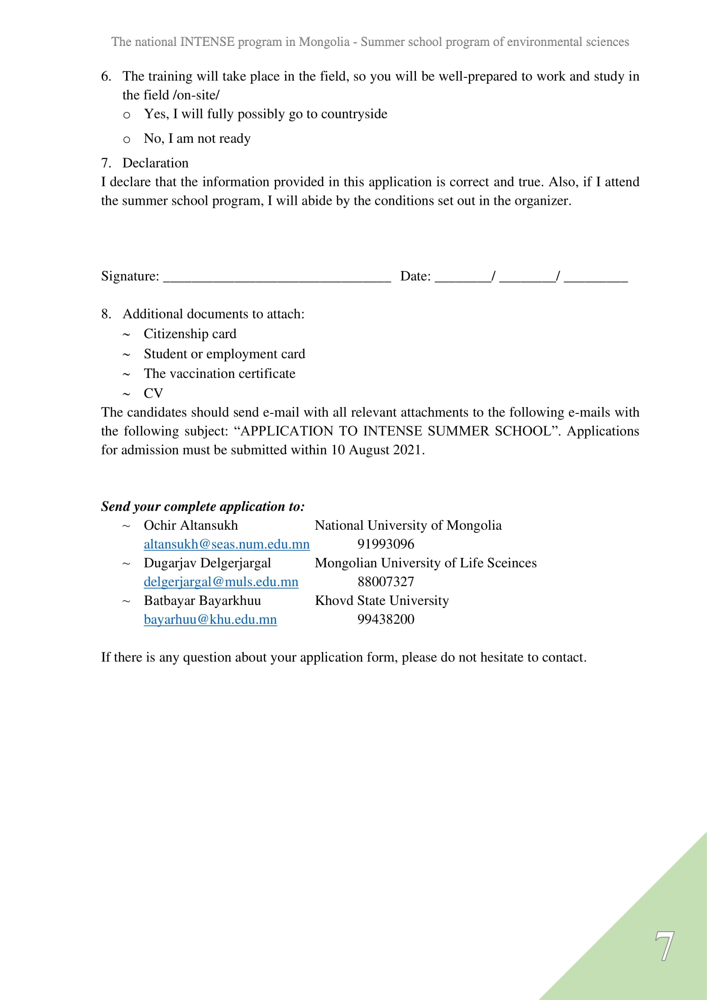 The national INTENSE program in Mongolia - Summer school program of environmental sciences
6. The training will take place in the field, so you will be well-prepared to work and study in
the field /on-site/
o Yes, I will fully possibly go to countryside
o No, I am not ready
7. Declaration
I declare that the information provided in this application is correct and true. Also, if I attend
the summer school program, I will abide by the conditions set out in the organizer.
Signature: ________________________________ Date: ________/ ________/ _________
8. Additional documents to attach:
~ Citizenship card
~ Student or employment card
~ The vaccination certificate
~ CV
The candidates should send e-mail with all relevant attachments to the following e-mails with
the following subject: “APPLICATION TO INTENSE SUMMER SCHOOL”. Applications
for admission must be submitted within 10 August 2021.
Send your complete application to:
~ Ochir Altansukh National University of Mongolia
altansukh@seas.num.edu.mn 91993096
~ Dugarjav Delgerjargal Mongolian University of Life Sceinces
delgerjargal@muls.edu.mn 88007327
~ Batbayar Bayarkhuu Khovd State University
bayarhuu@khu.edu.mn 99438200
If there is any question about your application form, please do not hesitate to contact.
7